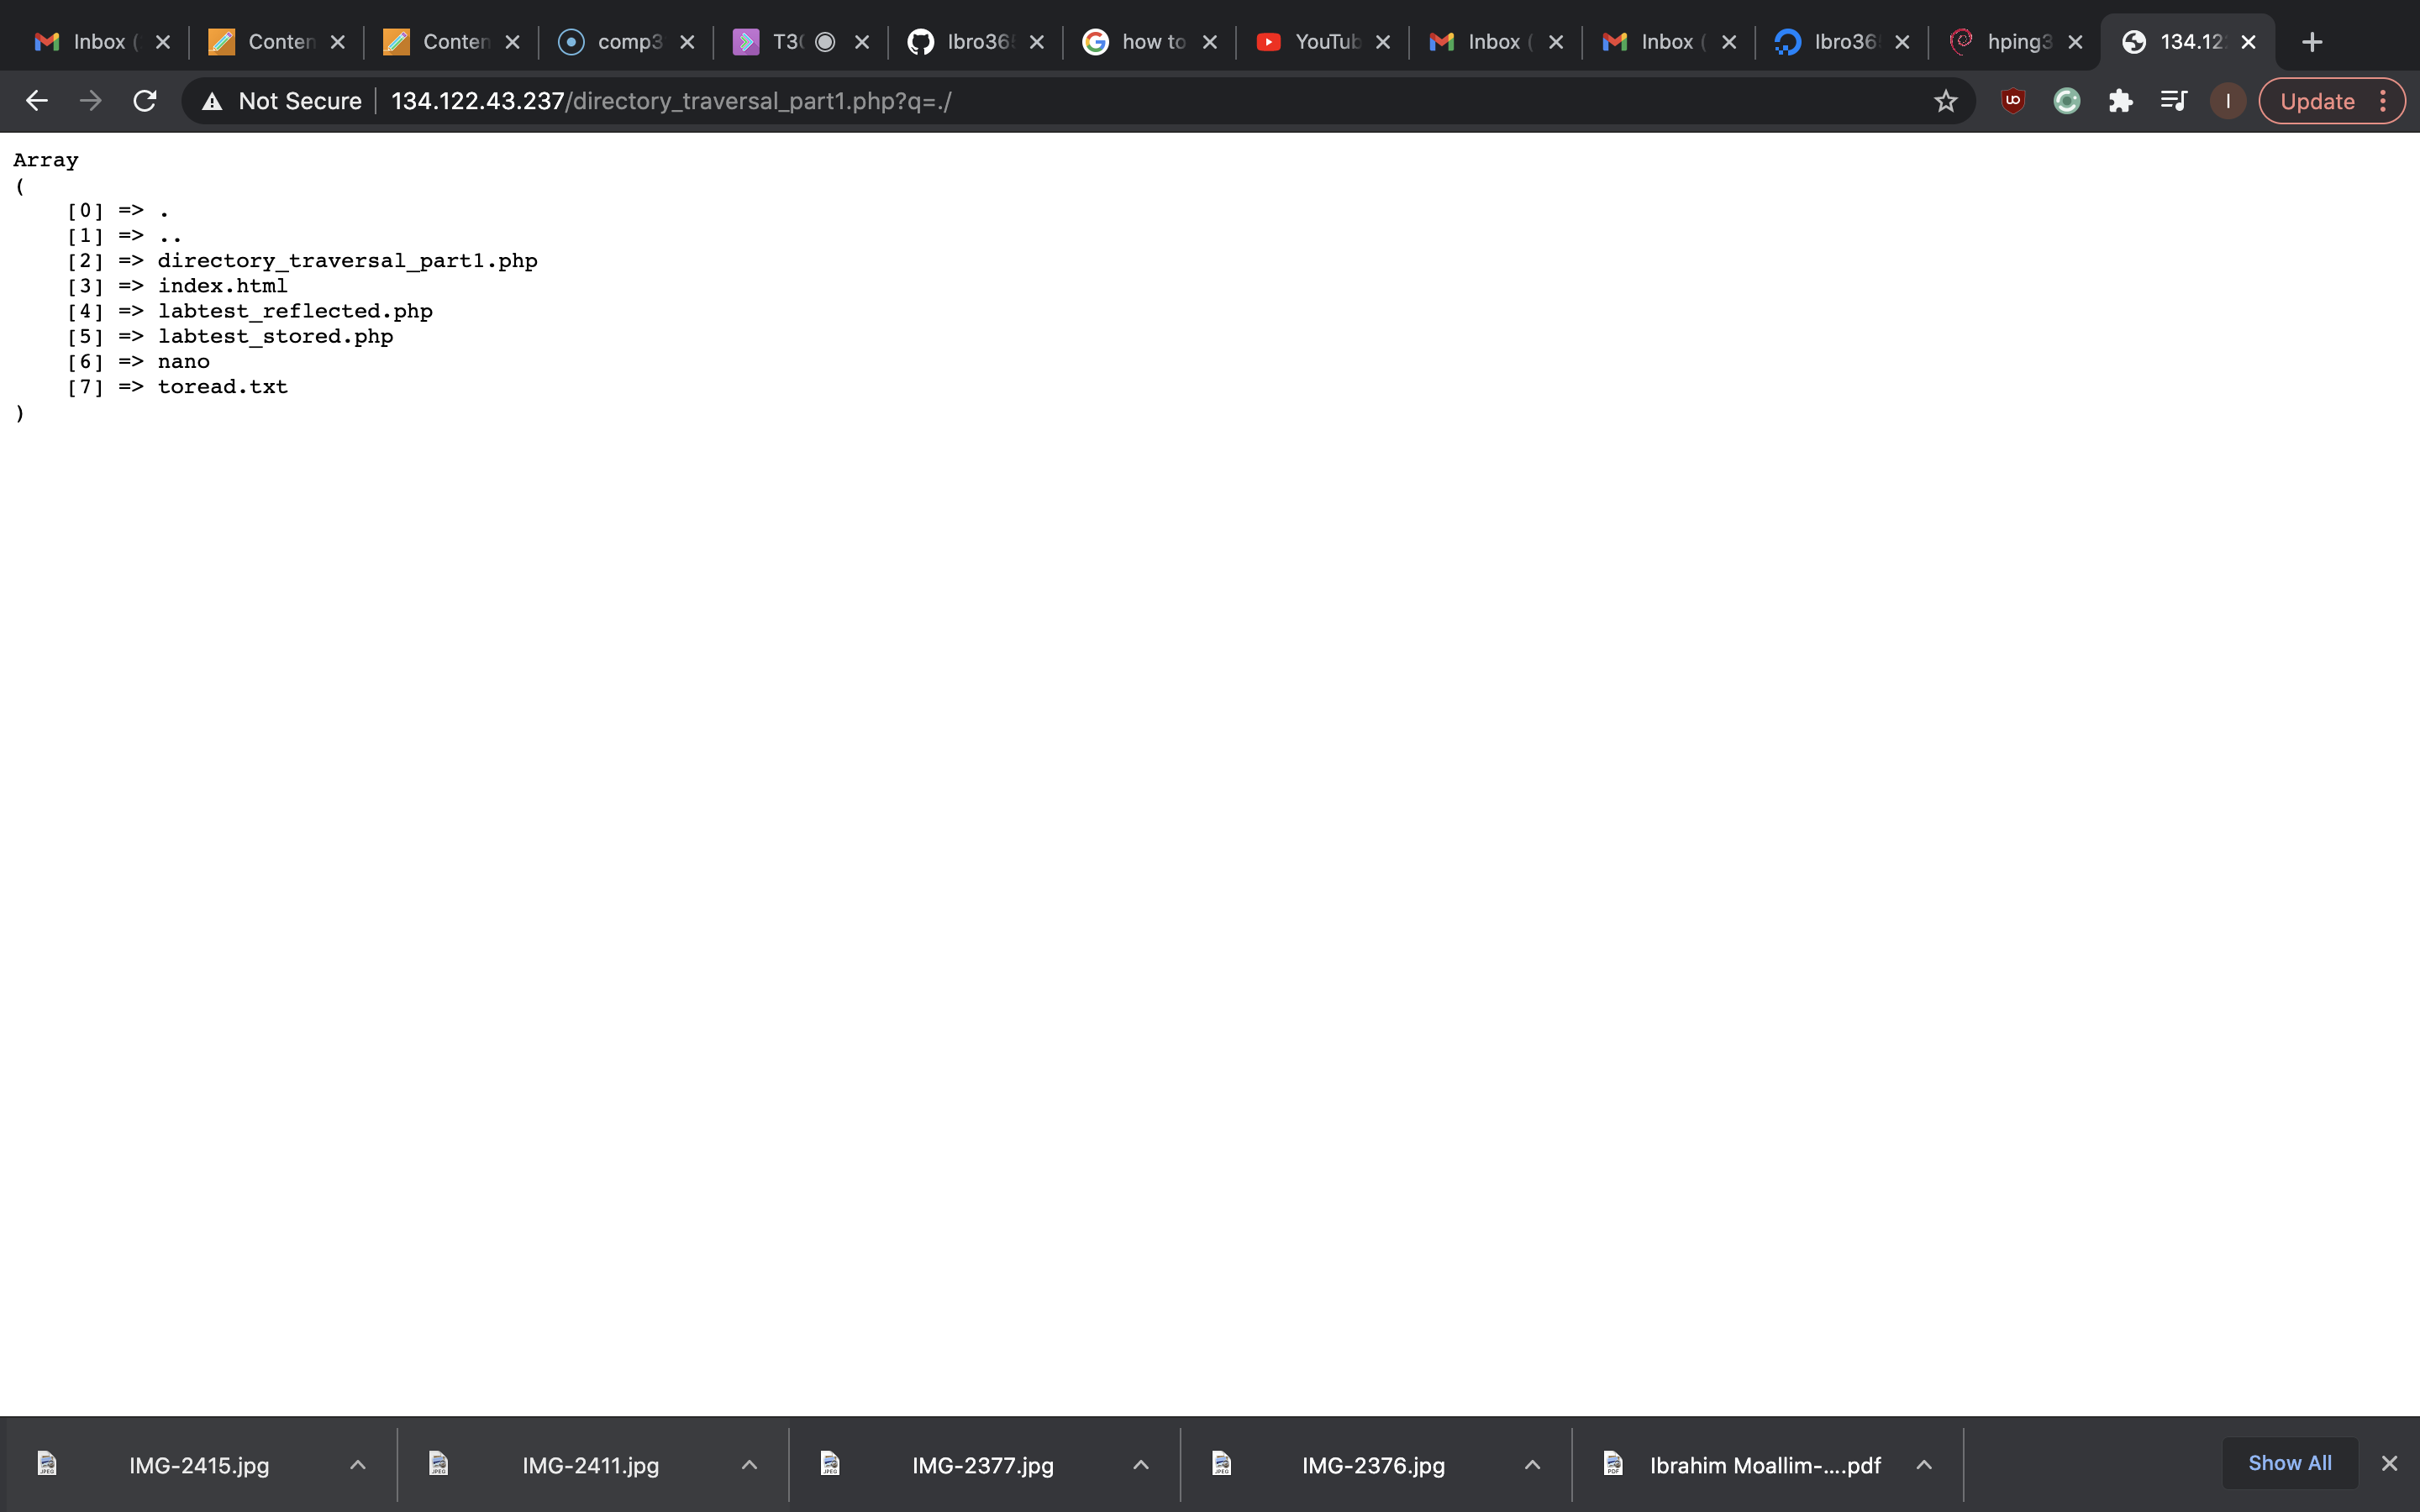 Inbox ( Conten Conten comp3 T3( Ibro36 how to YouTub Inbox ( Inbox ( Ibro36 hping3 134.12
Not Secure 134.122.43.237/directory_traversal_part1.php?q=./ I Update
Array
(
[0] => .
[1] => ..
[2] => directory_traversal_part1.php
[3] => index.html
[4] => labtest_reflected.php
[5] => labtest_stored.php
[6] => nano
[7] => toread.txt
)
IMG-2415.jpg IMG-2411.jpg IMG-2377.jpg IMG-2376.jpg Ibrahim Moallim-....pdf Show All